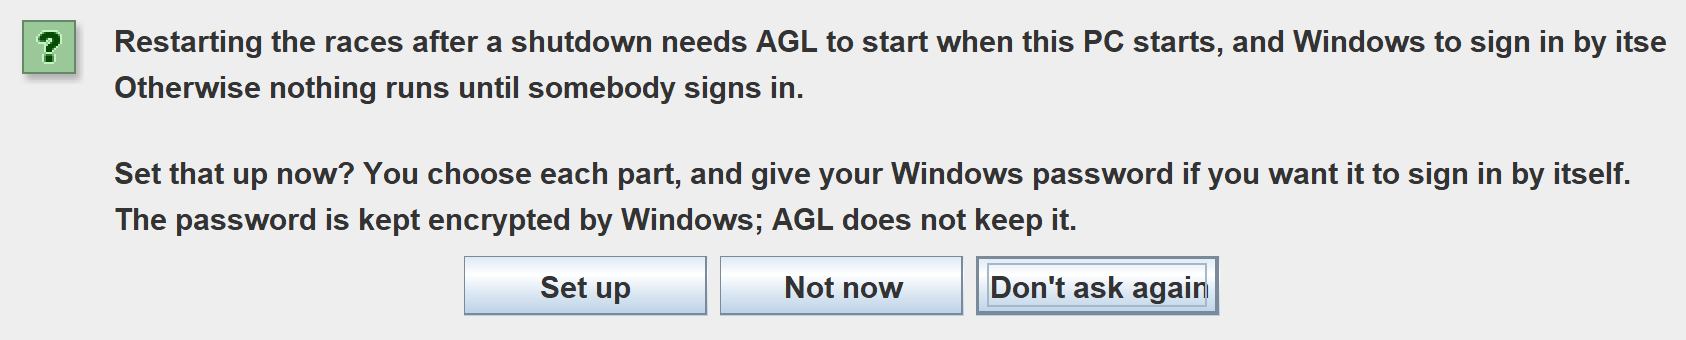 Restarting the races after a shutdown needs AGL to start when this PC starts, and Windows to sign in by itse
Otherwise nothing runs until somebody signs in.
Set that up now? You choose each part, and give your Windows password if you want it to sign in by itself.
The password is kept encrypted by Windows; AGL does not keep it.
Set up
Not now
Don't ask again